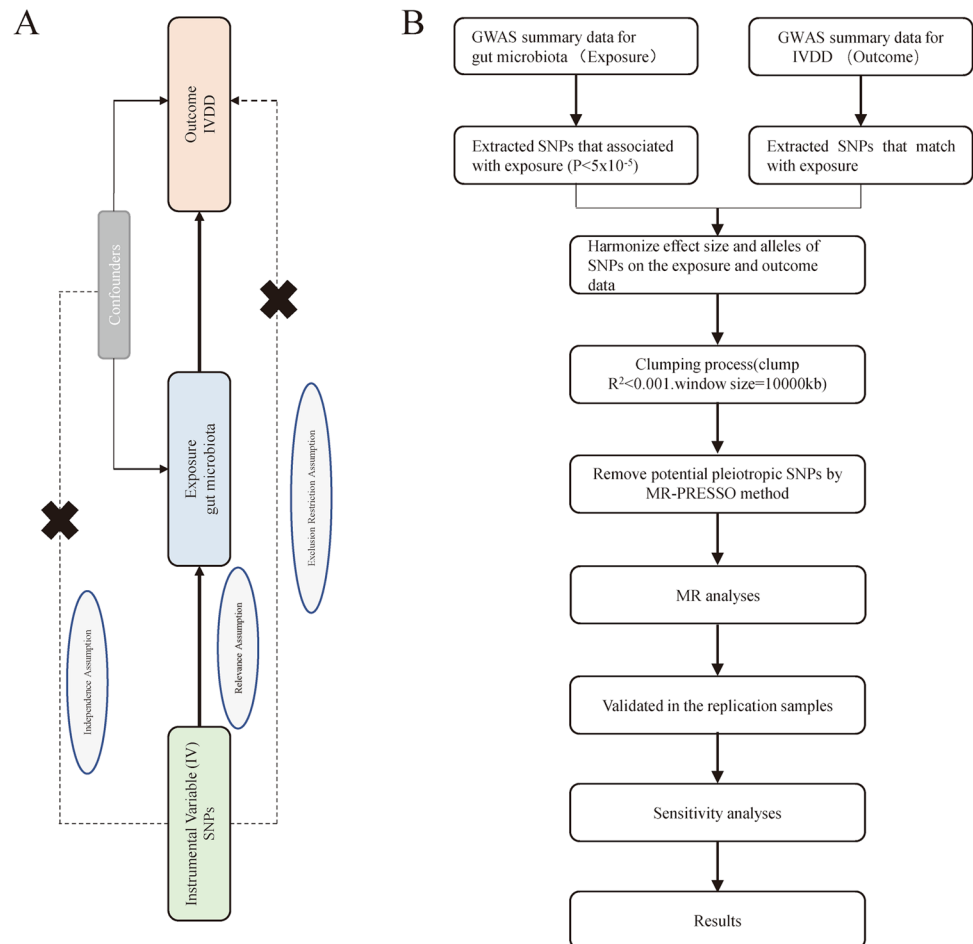 A
Outcome
IVDD
Confounders
Exposure
gut microbiota
Exclusion Restriction Assumption
Relevance Assumption
Independence Assumption
Instrumental Variable (IV)
SNPs
B
GWAS summary data for
gut microbiota （Exposure）
GWAS summary data for
IVDD （Outcome）
Extracted SNPs that associated
with exposure (P<5x10⁻⁵)
Extracted SNPs that match
with exposure
Harmonize effect size and alleles of
SNPs on the exposure and outcome
data
Clumping process(clump
R²<0.001.window size=10000kb)
Remove potential pleiotropic SNPs by
MR-PRESSO method
MR analyses
Validated in the replication samples
Sensitivity analyses
Results